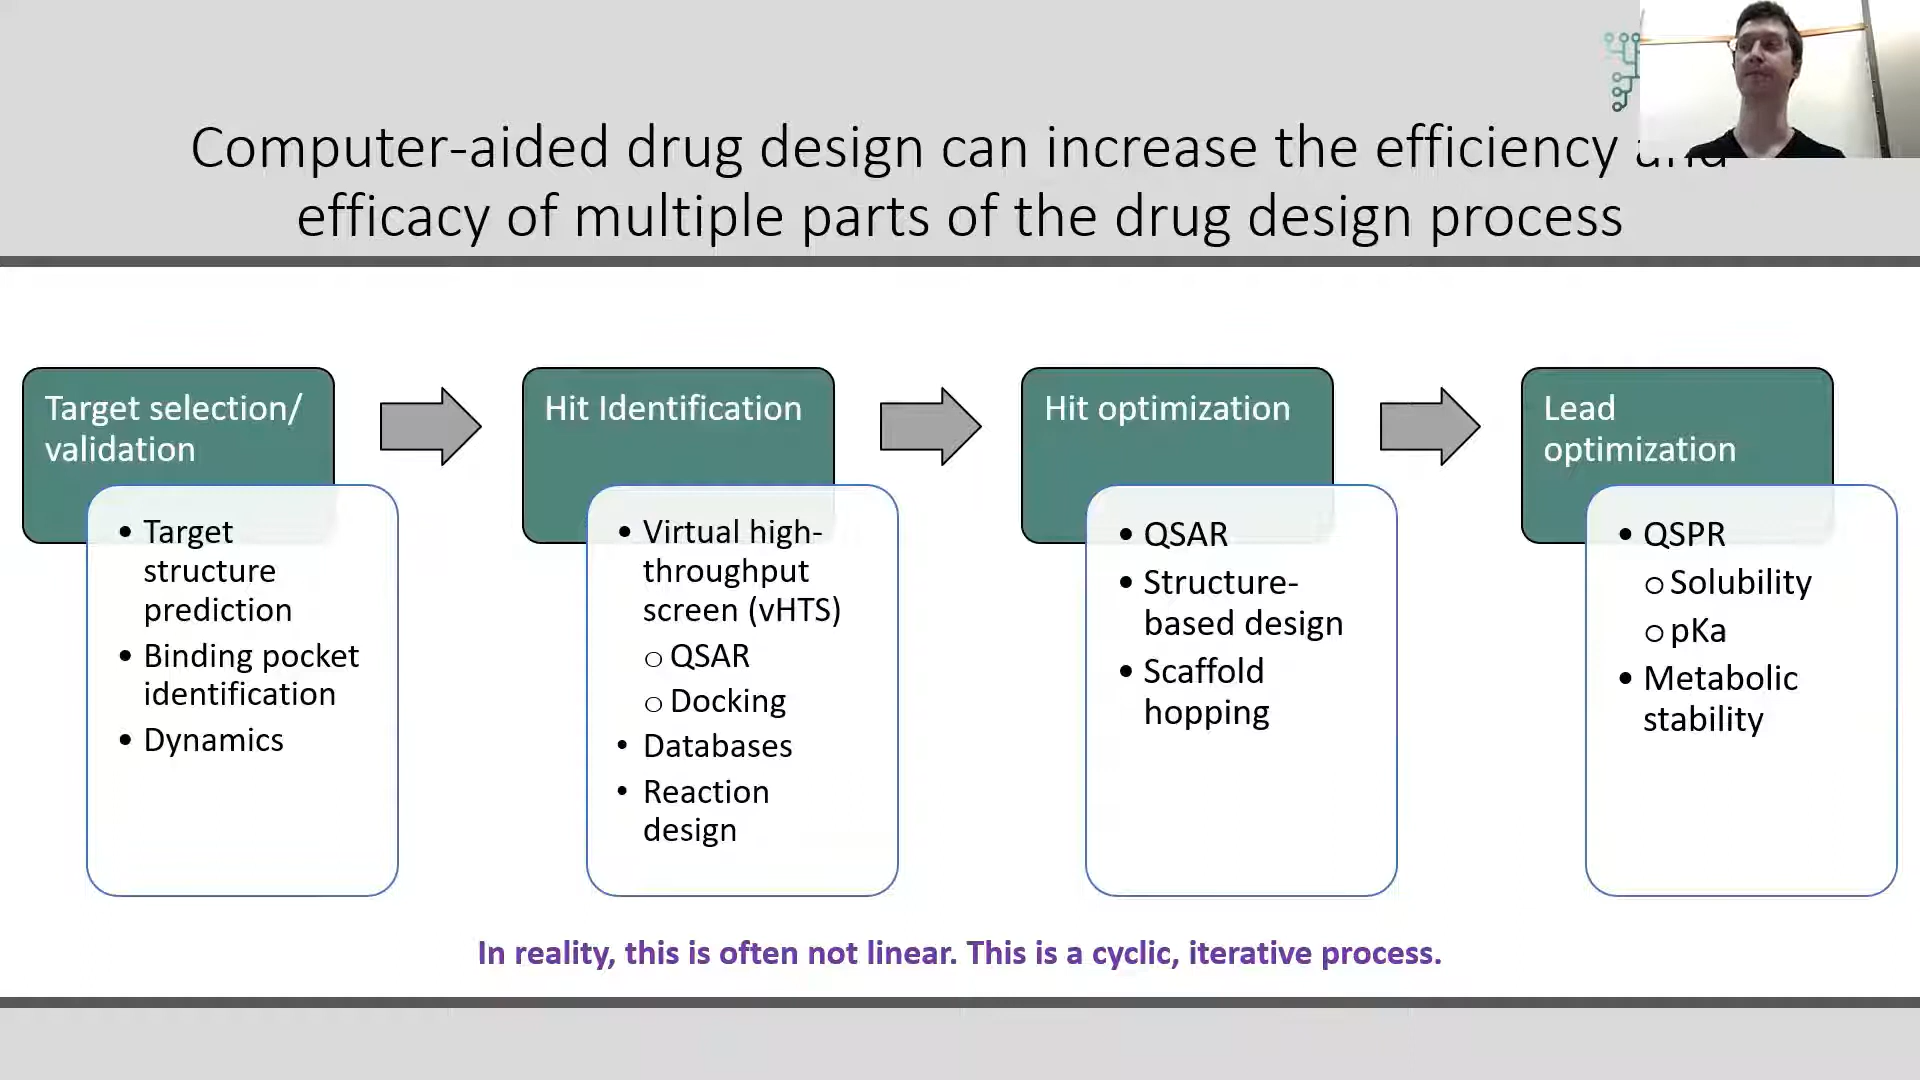 Computer-aided drug design can increase the efficiency
efficacy of multiple parts of the drug design process
Target selection/
validation
• Target
structure
prediction
• Binding pocket
identification
• Dynamics
Hit Identification
• Virtual high-
throughput
screen (vHTS)
o QSAR
o Docking
• Databases
• Reaction
design
Hit optimization
• QSAR
• Structure-
based design
• Scaffold
hopping
Lead
optimization
• QSPR
o Solubility
o pKa
• Metabolic
stability
In reality, this is often not linear. This is a cyclic, iterative process.